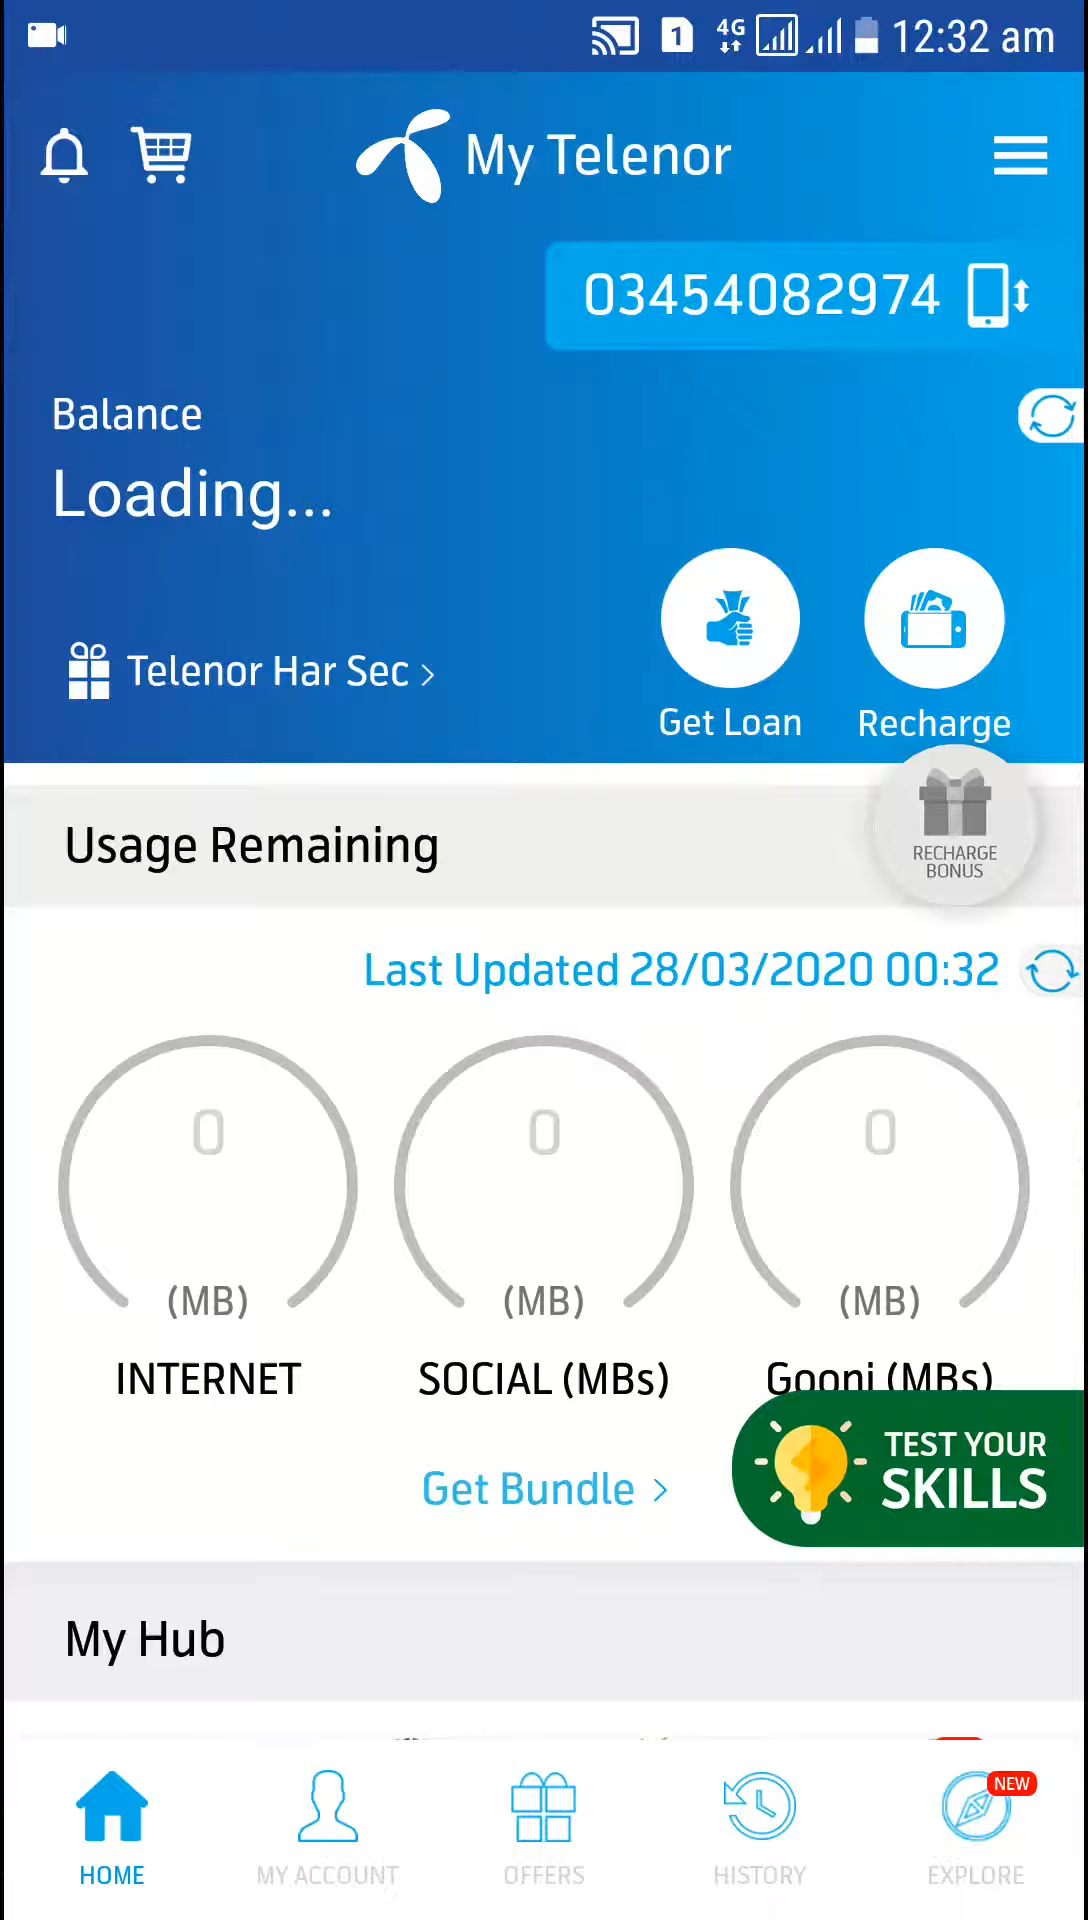 1 4G 12:32 am
My Telenor
03454082974
Balance
Loading...
Telenor Har Sec >
Get Loan
Recharge
RECHARGE
BONUS
Usage Remaining
Last Updated 28/03/2020 00:32
0 0 0
(MB) (MB) (MB)
INTERNET SOCIAL (MBs) Gooni (MBs)
TEST YOUR
SKILLS
Get Bundle >
My Hub
NEW
HOME MY ACCOUNT OFFERS HISTORY EXPLORE